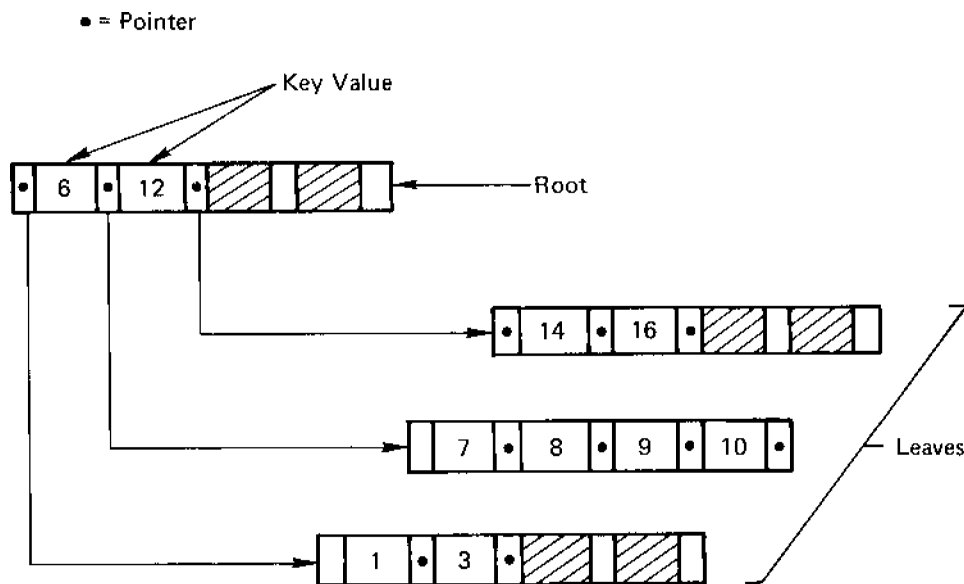 • = Pointer
Key Value
6 12
Root
14 16
7 8 9 10
Leaves
1 3